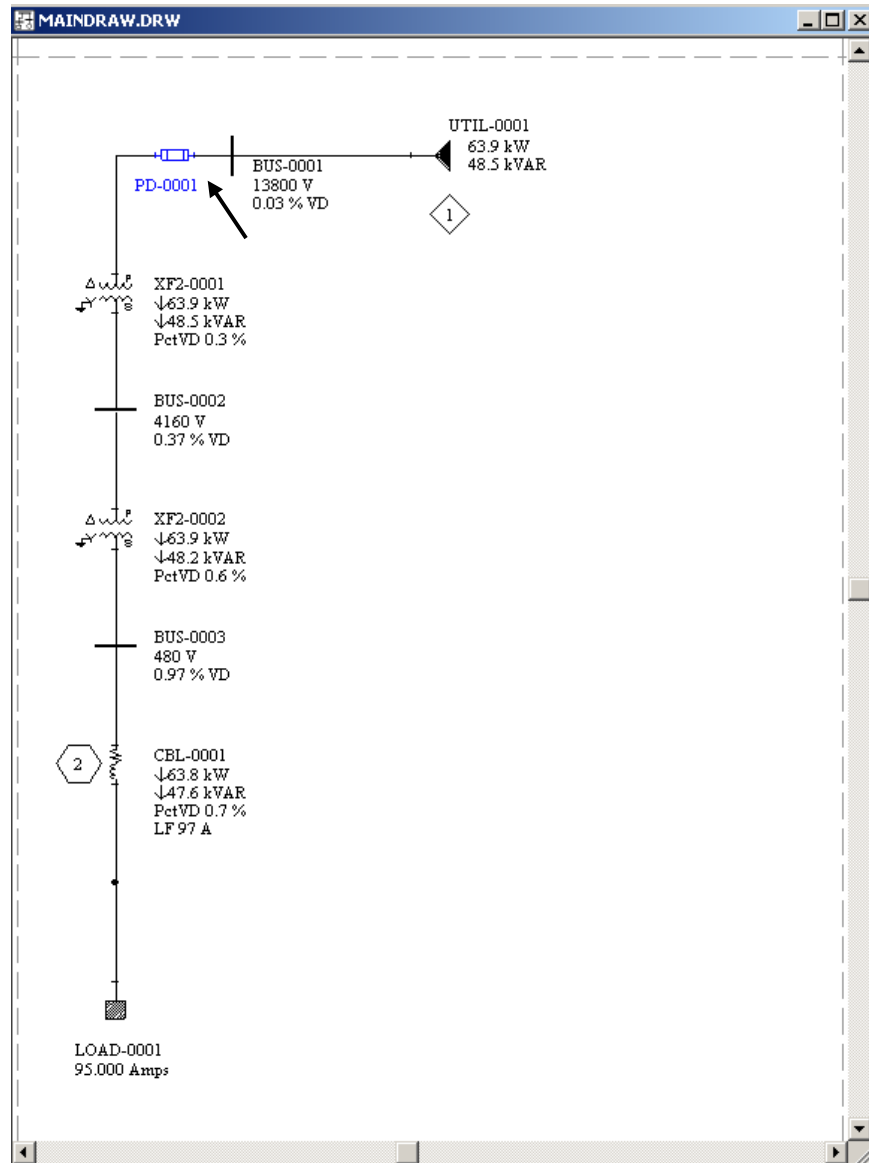 MAINDRAW.DRW
UTIL-0001
63.9 kW
48.5 kVAR
BUS-0001
13800 V
0.03 % VD
PD-0001
1
XF2-0001
↓63.9 kW
↓48.5 kVAR
PctVD 0.3 %
Δ
P
S
BUS-0002
4160 V
0.37 % VD
XF2-0002
↓63.9 kW
↓48.2 kVAR
PctVD 0.6 %
Δ
P
S
BUS-0003
480 V
0.97 % VD
2
CBL-0001
↓63.8 kW
↓47.6 kVAR
PctVD 0.7 %
LF 97 A
LOAD-0001
95.000 Amps